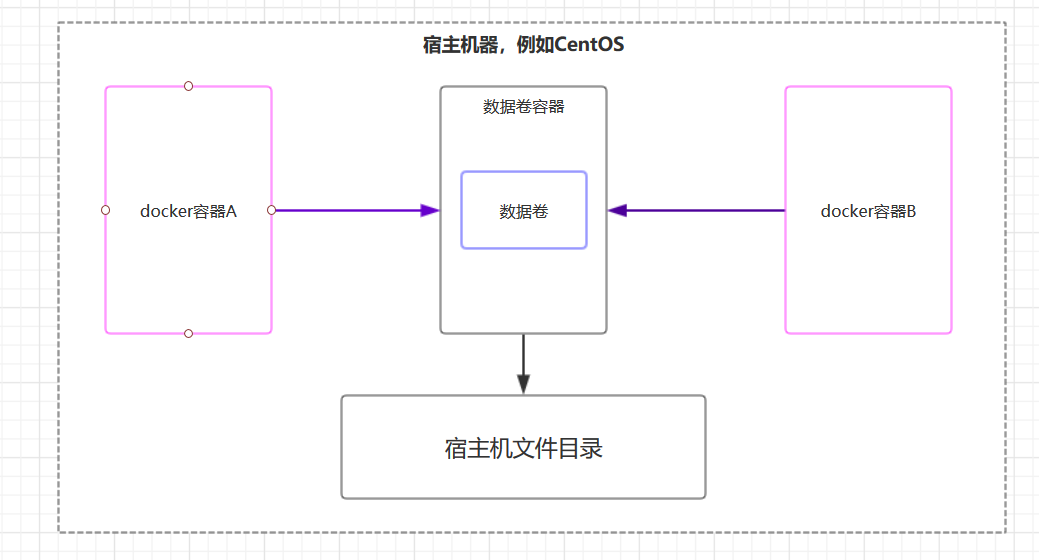 宿主机器，例如CentOS
数据卷容器
docker容器A
数据卷
docker容器B
宿主机文件目录